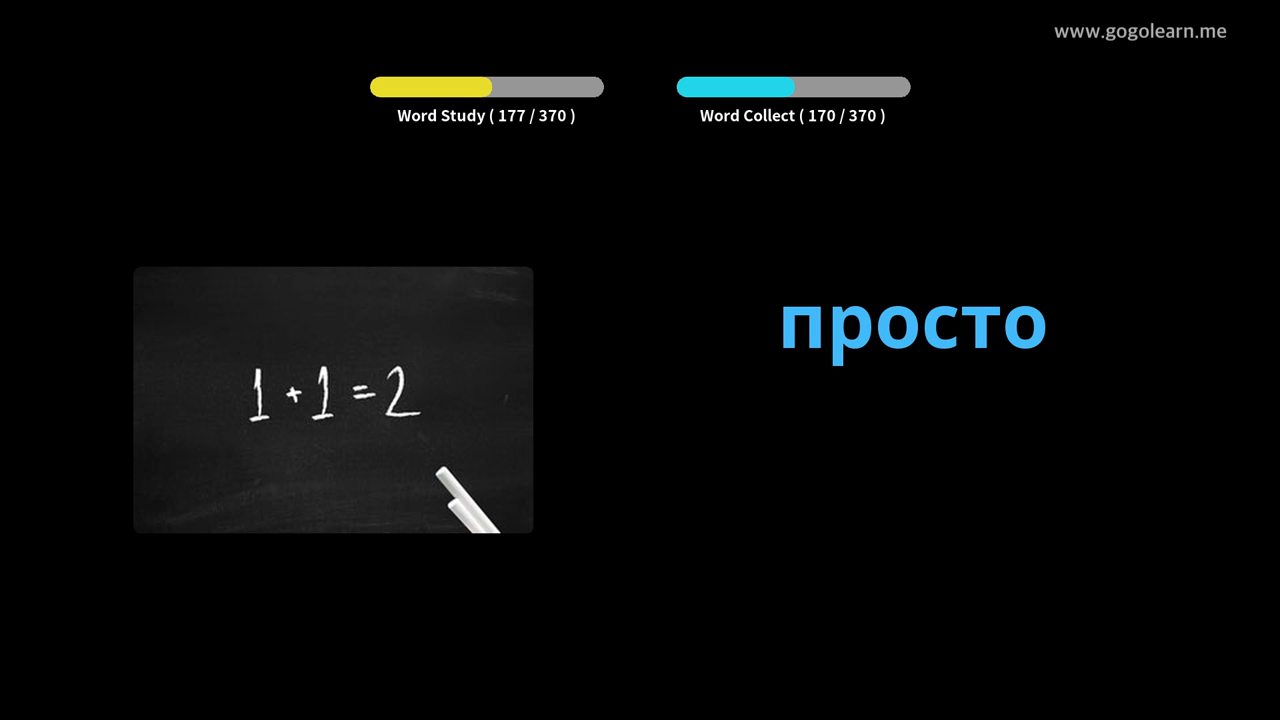 www.gogolearn.me
Word Study ( 177 / 370 )
Word Collect ( 170 / 370 )
1 + 1 = 2
просто